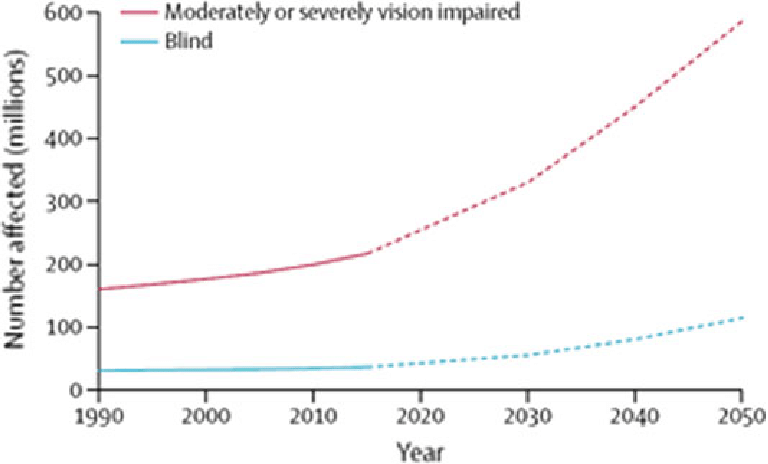 Moderately or severely vision impaired
Blind
Number affected (millions)
600
500
400
300
200
100
0
1990 2000 2010 2020 2030 2040 2050
Year